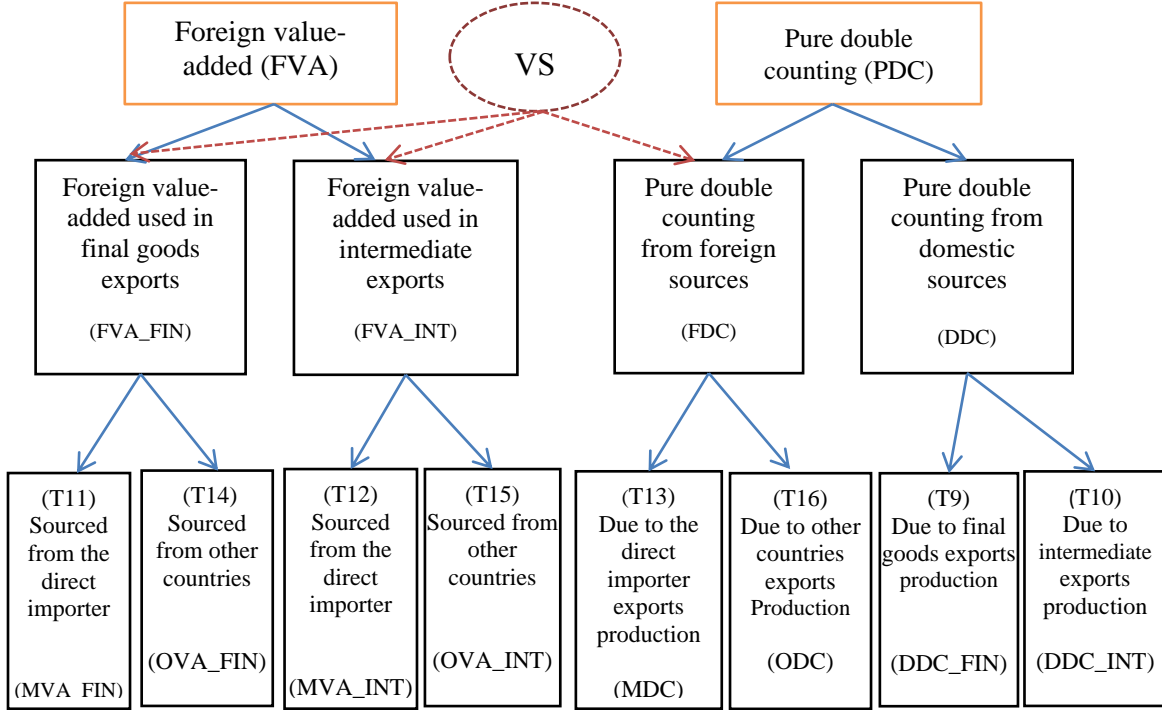 Foreign value-
added (FVA)
VS
Pure double
counting (PDC)
Foreign value-
added used in
final goods
exports
(FVA_FIN)
Foreign value-
added used in
intermediate
exports
(FVA_INT)
Pure double
counting
from foreign
sources
(FDC)
Pure double
counting from
domestic
sources
(DDC)
(T11)
Sourced
from the
direct
importer
(MVA_FIN)
(T14)
Sourced
from other
countries
(OVA_FIN)
(T12)
Sourced
from the
direct
importer
(MVA_INT)
(T15)
Sourced from
other
countries
(OVA_INT)
(T13)
Due to the
direct
importer
exports
production
(MDC)
(T16)
Due to other
countries
exports
Production
(ODC)
(T9)
Due to final
goods exports
production
(DDC_FIN)
(T10)
Due to
intermediate
exports
production
(DDC_INT)